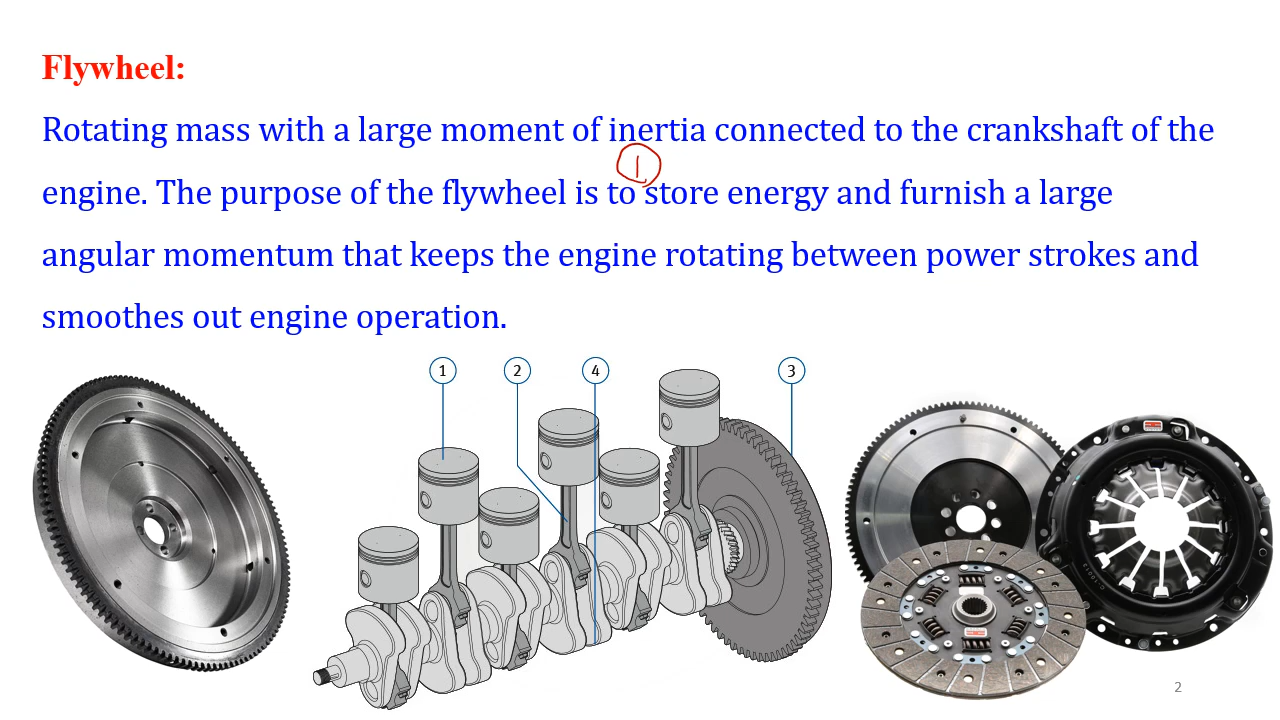 Flywheel:
Rotating mass with a large moment of inertia connected to the crankshaft of the
1
engine. The purpose of the flywheel is to store energy and furnish a large
angular momentum that keeps the engine rotating between power strokes and
smoothes out engine operation.
1 2 4 3
2